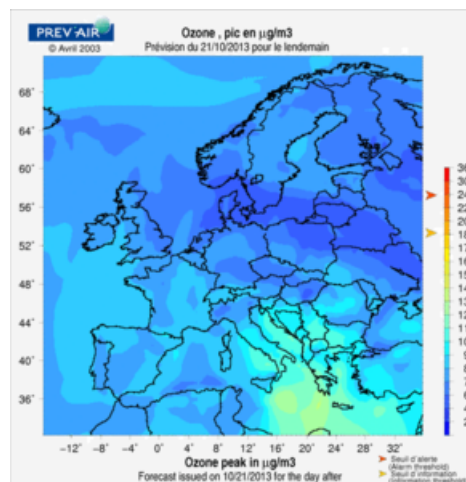 PREV'AIR
© Avril 2003
Ozone , pic en µg/m3
Prévision du 21/10/2013 pour le lendemain
68°
64°
60°
56°
52°
48°
44°
40°
36°
-12° -8° -4° 0° 4° 8° 12° 16° 20° 24° 28° 32°
Ozone peak in µg/m3
Forecast issued on 10/21/2013 for the day after
Seuil d'alerte
(Alarm threshold)
Seuil d'information
(Information threshold)